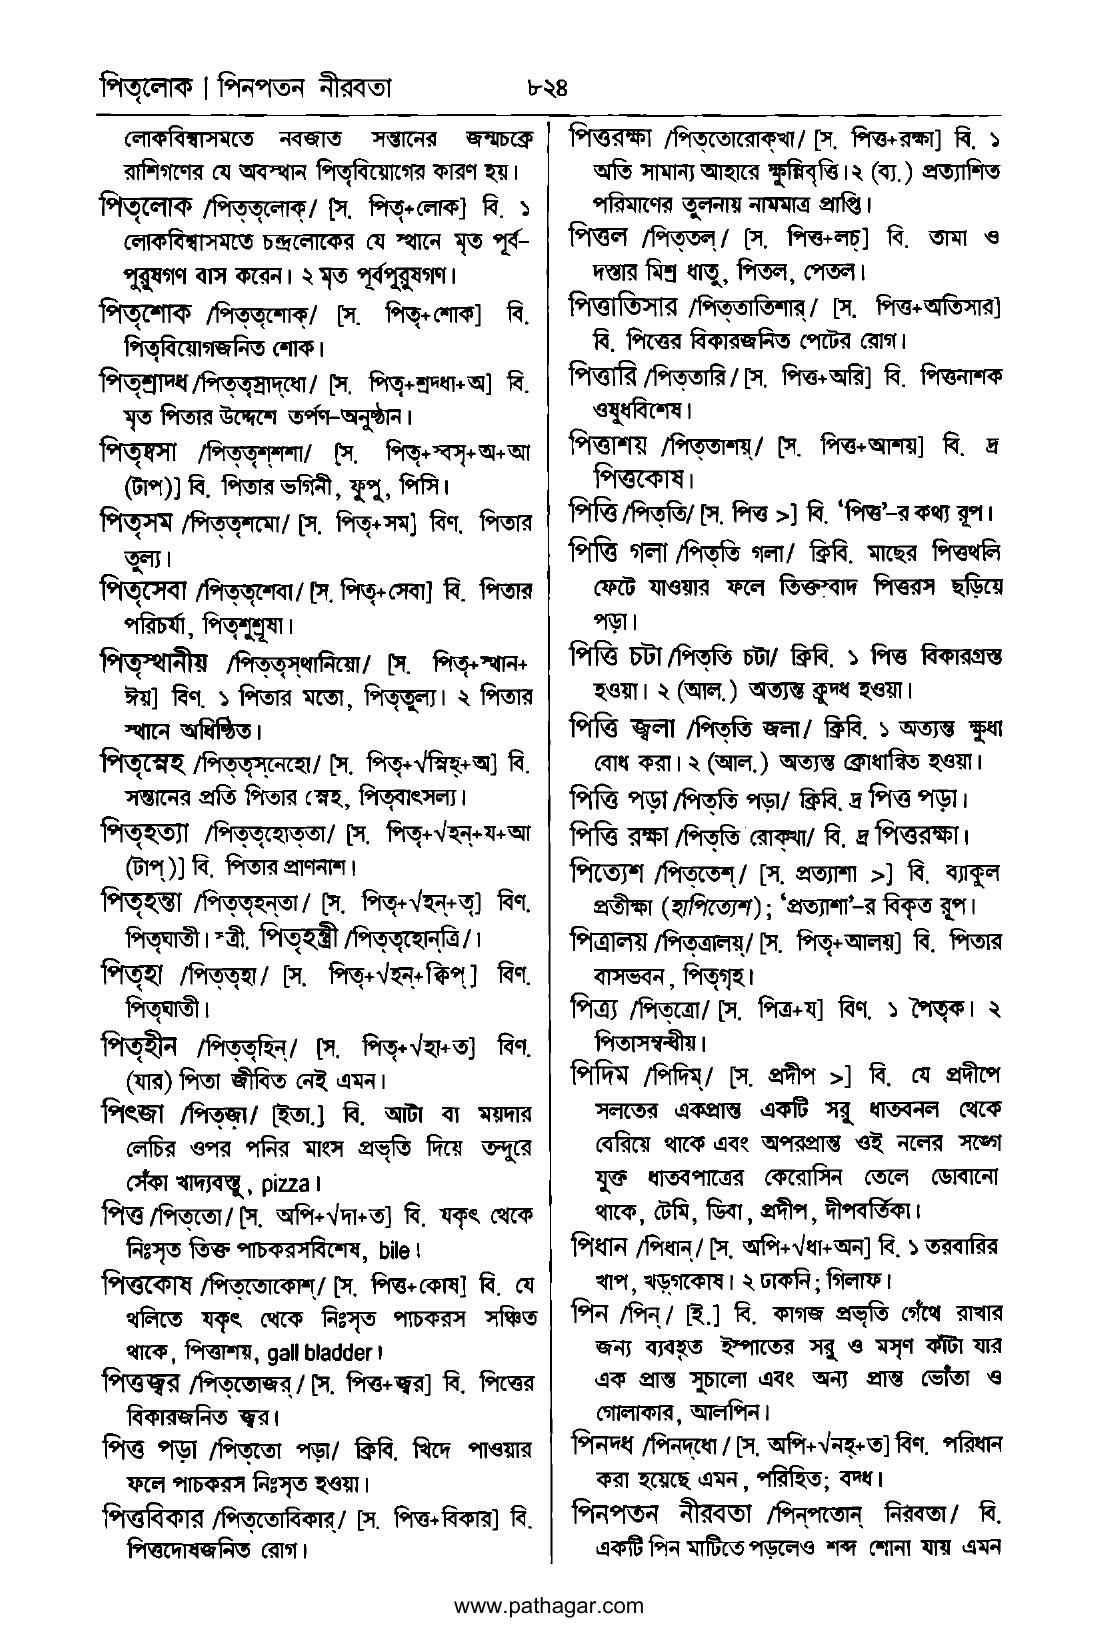 পিতৃলোক | পিনপতন নীরবতা
৮২৪
লোকবিশ্বাসমতে নবজাত সন্তানের জন্মচক্রে
রাশিগণের যে অবস্থান পিতৃবিয়োগের কারণ হয়।
পিতৃলোক /পিত্‌তৃলোক্‌/ [স. পিতৃ+লোক] বি. ১
লোকবিশ্বাসমতে চন্দ্রলোকের যে স্থানে মৃত পূর্ব-
পুরুষগণ বাস করেন। ২ মৃত পূর্বপুরুষগণ।
পিতৃশোক /পিত্‌তৃশোক্‌/ [স. পিতৃ+শোক] বি.
পিতৃবিয়োগজনিত শোক।
পিতৃশ্রাদ্ধ /পিত্‌তৃস্রাদ্‌ধো/ [স. পিতৃ+শ্রদ্ধা+অ] বি.
মৃত পিতার উদ্দেশে তর্পণ-অনুষ্ঠান।
পিতৃষ্বসা /পিত্‌তৃশ্‌শশা/ [স. পিতৃ+স্বসৃ+অ+আ
(টাপ)] বি. পিতার ভগিনী, ফুপু, পিসি।
পিতৃসম /পিত্‌তৃশমো/ [স. পিতৃ+সম] বিণ. পিতার
তুল্য।
পিতৃসেবা /পিত্‌তৃশেবা/ [স. পিতৃ+সেবা] বি. পিতার
পরিচর্যা, পিতৃশুশ্রূষা।
পিতৃস্থানীয় /পিত্‌তৃস্‌থানিয়ো/ [স. পিতৃ+স্থান+
ঈয়] বিণ. ১ পিতার মতো, পিতৃতুল্য। ২ পিতার
স্থানে অধিষ্ঠিত।
পিতৃস্নেহ /পিত্‌তৃস্‌নেহো/ [স. পিতৃ+√স্নিহ্‌+অ] বি.
সন্তানের প্রতি পিতার স্নেহ, পিতৃবাৎসল্য।
পিতৃহত্যা /পিত্‌তৃহোত্‌তা/ [স. পিতৃ+√হন্‌+য+আ
(টাপ্‌)] বি. পিতার প্রাণনাশ।
পিতৃহন্তা /পিত্‌তৃহন্‌তা/ [স. পিতৃ+√হন্‌+তৃ] বিণ.
পিতৃঘাতী। স্ত্রী. পিতৃহন্ত্রী /পিত্‌তৃহোন্‌ত্রি/।
পিতৃহা /পিত্‌তৃহা/ [স. পিতৃ+√হন্‌+ক্বিপ্‌] বিণ.
পিতৃঘাতী।
পিতৃহীন /পিত্‌তৃহিন্‌/ [স. পিতৃ+√হা+ত] বিণ.
(যার) পিতা জীবিত নেই এমন।
পিৎজা /পিত্‌জা/ [ইতা.] বি. আটা বা ময়দার
লেচির ওপর পনির মাংস প্রভৃতি দিয়ে তন্দুরে
সেঁকা খাদ্যবস্তু, pizza।
পিত্ত /পিত্‌তো/ [স. অপি+√দা+ত] বি. যকৃৎ থেকে
নিঃসৃত তিক্ত পাচকরসবিশেষ, bile।
পিত্তকোষ /পিত্‌তোকোশ্‌/ [স. পিত্ত+কোষ] বি. যে
থলিতে যকৃৎ থেকে নিঃসৃত পাচকরস সঞ্চিত
থাকে, পিত্তাশয়, gall bladder।
পিত্তজ্বর /পিত্‌তোজর্‌/ [স. পিত্ত+জ্বর] বি. পিত্তের
বিকারজনিত জ্বর।
পিত্ত পড়া /পিত্‌তো পড়া/ ক্রিবি. খিদে পাওয়ার
ফলে পাচকরস নিঃসৃত হওয়া।
পিত্তবিকার /পিত্‌তোবিকার্‌/ [স. পিত্ত+বিকার] বি.
পিত্তদোষজনিত রোগ।
পিত্তরক্ষা /পিত্‌তোরোক্‌খা/ [স. পিত্ত+রক্ষা] বি. ১
অতি সামান্য আহারে ক্ষুন্নিবৃত্তি। ২ (ব্য.) প্রত্যাশিত
পরিমাণের তুলনায় নামমাত্র প্রাপ্তি।
পিত্তল /পিত্‌তল্‌/ [স. পিত্ত+লচ্‌] বি. তামা ও
দস্তার মিশ্র ধাতু, পিতল, পেতল।
পিত্তাতিসার /পিত্‌তাতিশার্‌/ [স. পিত্ত+অতিসার]
বি. পিত্তের বিকারজনিত পেটের রোগ।
পিত্তারি /পিত্‌তারি/ [স. পিত্ত+অরি] বি. পিত্তনাশক
ওষুধবিশেষ।
পিত্তাশয় /পিত্‌তাশয়্‌/ [স. পিত্ত+আশয়] বি. দ্র
পিত্তকোষ।
পিত্তি /পিত্‌তি/ [স. পিত্ত >] বি. ‘পিত্ত’-র কথ্য রূপ।
পিত্তি গলা /পিত্‌তি গলা/ ক্রিবি. মাছের পিত্তথলি
ফেটে যাওয়ার ফলে তিক্তস্বাদ পিত্তরস ছড়িয়ে
পড়া।
পিত্তি চটা /পিত্‌তি চটা/ ক্রিবি. ১ পিত্ত বিকারগ্রস্ত
হওয়া। ২ (আল.) অত্যন্ত ক্রুদ্ধ হওয়া।
পিত্তি জ্বলা /পিত্‌তি জলা/ ক্রিবি. ১ অত্যন্ত ক্ষুধা
বোধ করা। ২ (আল.) অত্যন্ত ক্রোধান্বিত হওয়া।
পিত্তি পড়া /পিত্‌তি পড়া/ ক্রিবি. দ্র পিত্ত পড়া।
পিত্তি রক্ষা /পিত্‌তি রোক্‌খা/ বি. দ্র পিত্তরক্ষা।
পিত্যেশ /পিত্‌তেশ্‌/ [স. প্রত্যাশা >] বি. ব্যাকুল
প্রতীক্ষা (হাপিত্যেশ); ‘প্রত্যাশা’-র বিকৃত রূপ।
পিত্রালয় /পিত্‌ত্রালয়্‌/ [স. পিতৃ+আলয়] বি. পিতার
বাসভবন, পিতৃগৃহ।
পিত্র্য /পিত্‌ত্রো/ [স. পিত্র+য] বিণ. ১ পৈতৃক। ২
পিতাসম্বন্ধীয়।
পিদিম /পিদিম্‌/ [স. প্রদীপ >] বি. যে প্রদীপে
সলতের একপ্রান্ত একটি সরু ধাতবনল থেকে
বেরিয়ে থাকে এবং অপরপ্রান্ত ওই নলের সঙ্গে
যুক্ত ধাতবপাত্রের কেরোসিন তেলে ডোবানো
থাকে, টেমি, ডিবা, প্রদীপ, দীপবর্তিকা।
পিধান /পিধান্‌/ [স. অপি+√ধা+অন] বি. ১ তরবারির
খাপ, খড়্গকোষ। ২ ঢাকনি; গিলাফ।
পিন /পিন্‌/ [ই.] বি. কাগজ প্রভৃতি গেঁথে রাখার
জন্য ব্যবহৃত ইস্পাতের সরু ও মসৃণ কাঁটা যার
এক প্রান্ত সূচালো এবং অন্য প্রান্ত ভোঁতা ও
গোলাকার, আলপিন।
পিনদ্ধ /পিনদ্‌ধো/ [স. অপি+√নহ্‌+ত] বিণ. পরিধান
করা হয়েছে এমন, পরিহিত; বদ্ধ।
পিনপতন নীরবতা /পিন্‌পতোন্‌ নিরবতা/ বি.
একটি পিন মাটিতে পড়লেও শব্দ শোনা যায় এমন
www.pathagar.com